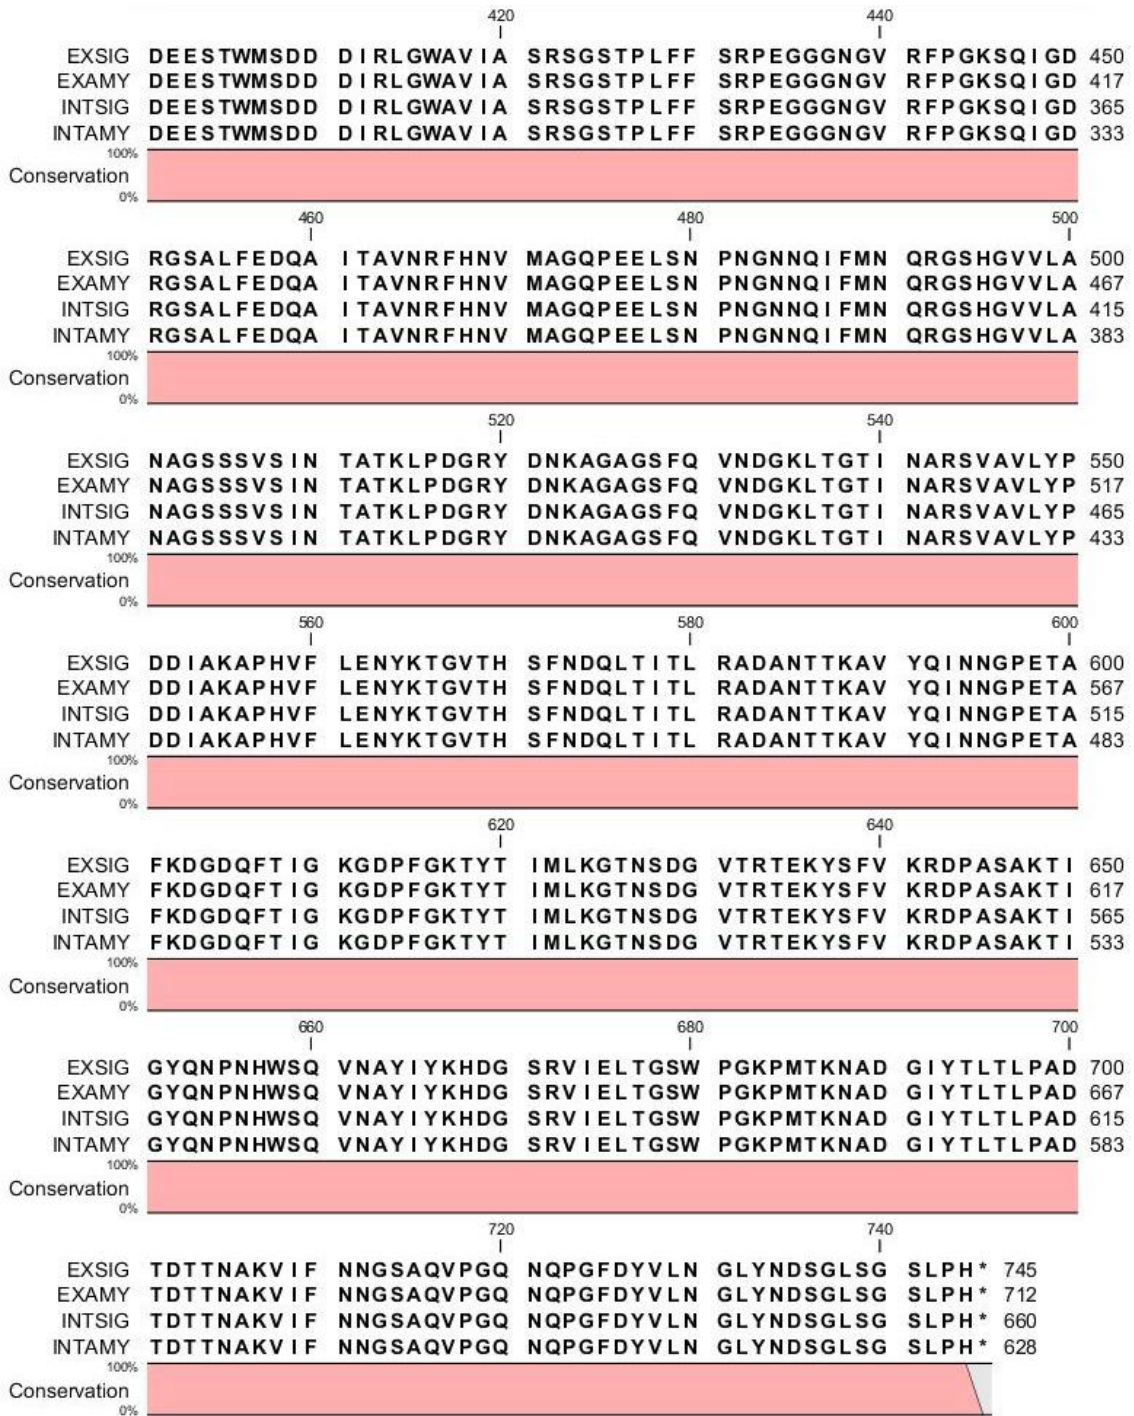 420 440
EXSIG DEESTWMSDD DIRLGWAVIA SRSGSTPLFF SRPEGGGNGV RFPGKSQIGD 450
EXAMY DEESTWMSDD DIRLGWAVIA SRSGSTPLFF SRPEGGGNGV RFPGKSQIGD 417
INTSIG DEESTWMSDD DIRLGWAVIA SRSGSTPLFF SRPEGGGNGV RFPGKSQIGD 365
INTAMY DEESTWMSDD DIRLGWAVIA SRSGSTPLFF SRPEGGGNGV RFPGKSQIGD 333
100%
Conservation
0%
460 480 500
EXSIG RGSALFEDQA ITAVNRFHNV MAGQPEELSN PNGNNQIFMN QRGSHGVVLA 500
EXAMY RGSALFEDQA ITAVNRFHNV MAGQPEELSN PNGNNQIFMN QRGSHGVVLA 467
INTSIG RGSALFEDQA ITAVNRFHNV MAGQPEELSN PNGNNQIFMN QRGSHGVVLA 415
INTAMY RGSALFEDQA ITAVNRFHNV MAGQPEELSN PNGNNQIFMN QRGSHGVVLA 383
100%
Conservation
0%
520 540
EXSIG NAGSSSVSIN TATKLPDGRY DNKAGAGSFQ VNDGKLTGTI NARSVAVLYP 550
EXAMY NAGSSSVSIN TATKLPDGRY DNKAGAGSFQ VNDGKLTGTI NARSVAVLYP 517
INTSIG NAGSSSVSIN TATKLPDGRY DNKAGAGSFQ VNDGKLTGTI NARSVAVLYP 465
INTAMY NAGSSSVSIN TATKLPDGRY DNKAGAGSFQ VNDGKLTGTI NARSVAVLYP 433
100%
Conservation
0%
560 580 600
EXSIG DDIAKAPHVF LENYKTGVTH SFNDQLTITL RADANTTKAV YQINNGPETA 600
EXAMY DDIAKAPHVF LENYKTGVTH SFNDQLTITL RADANTTKAV YQINNGPETA 567
INTSIG DDIAKAPHVF LENYKTGVTH SFNDQLTITL RADANTTKAV YQINNGPETA 515
INTAMY DDIAKAPHVF LENYKTGVTH SFNDQLTITL RADANTTKAV YQINNGPETA 483
100%
Conservation
0%
620 640
EXSIG FKDGDQFTIG KGDPFGKTYT IMLKGTNSDG VTRTEKYSFV KRDPASAKTI 650
EXAMY FKDGDQFTIG KGDPFGKTYT IMLKGTNSDG VTRTEKYSFV KRDPASAKTI 617
INTSIG FKDGDQFTIG KGDPFGKTYT IMLKGTNSDG VTRTEKYSFV KRDPASAKTI 565
INTAMY FKDGDQFTIG KGDPFGKTYT IMLKGTNSDG VTRTEKYSFV KRDPASAKTI 533
100%
Conservation
0%
660 680 700
EXSIG GYQNPNHWSQ VNAYIYKHDG SRVIELTGSW PGKPMTKNAD GIYTLTLPAD 700
EXAMY GYQNPNHWSQ VNAYIYKHDG SRVIELTGSW PGKPMTKNAD GIYTLTLPAD 667
INTSIG GYQNPNHWSQ VNAYIYKHDG SRVIELTGSW PGKPMTKNAD GIYTLTLPAD 615
INTAMY GYQNPNHWSQ VNAYIYKHDG SRVIELTGSW PGKPMTKNAD GIYTLTLPAD 583
100%
Conservation
0%
720 740
EXSIG TDTTNAKVIF NNGSAQVPGQ NQPGFDYVLN GLYNDSGLSG SLPH* 745
EXAMY TDTTNAKVIF NNGSAQVPGQ NQPGFDYVLN GLYNDSGLSG SLPH* 712
INTSIG TDTTNAKVIF NNGSAQVPGQ NQPGFDYVLN GLYNDSGLSG SLPH* 660
INTAMY TDTTNAKVIF NNGSAQVPGQ NQPGFDYVLN GLYNDSGLSG SLPH* 628
100%
Conservation
0%